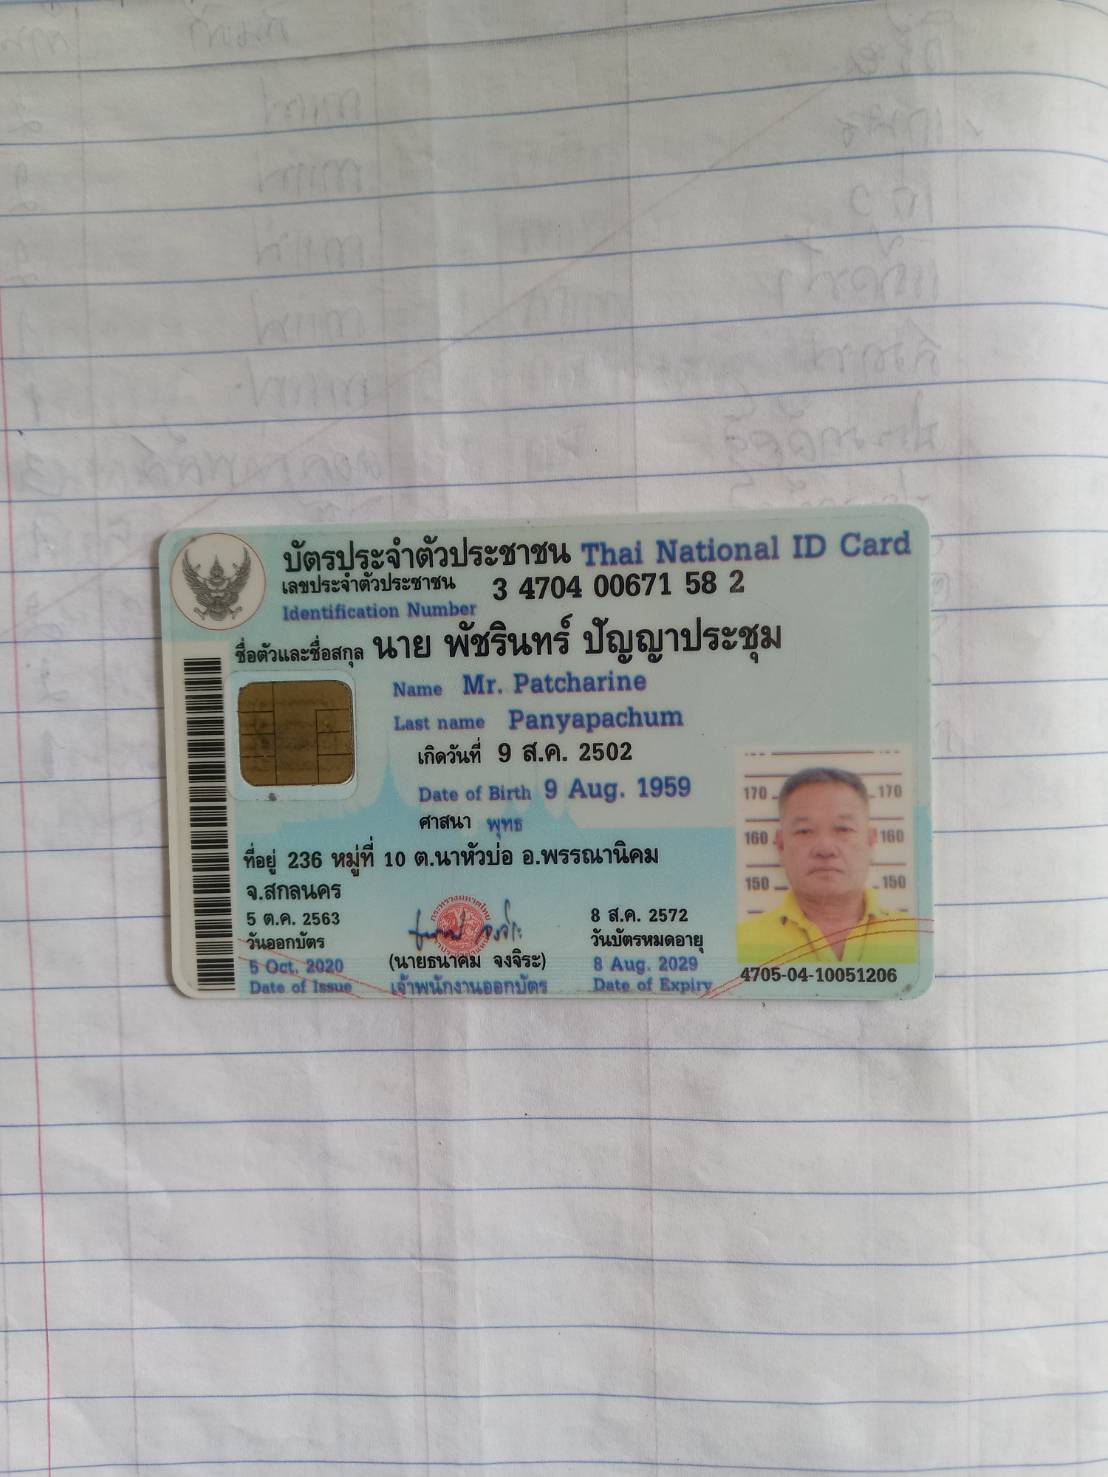 บัตรประจำตัวประชาชน Thai National ID Card
เลขประจำตัวประชาชน 3 4704 00671 58 2
Identification Number
ชื่อตัวและชื่อสกุล นาย พัชรินทร์ ปัญญาประชุม
Name Mr. Patcharine
Last name Panyapachum
เกิดวันที่ 9 ส.ค. 2502
Date of Birth 9 Aug. 1959
ศาสนา พุทธ
ที่อยู่ 236 หมู่ที่ 10 ต.นาหัวบ่อ อ.พรรณานิคม
จ.สกลนคร
5 ต.ค. 2563
วันออกบัตร
5 Oct. 2020
Date of Issue
(นายธนาคม จงจิระ)
เจ้าพนักงานออกบัตร
8 ส.ค. 2572
วันบัตรหมดอายุ
8 Aug. 2029
Date of Expiry
170 170
160 160
150 150
4705-04-10051206